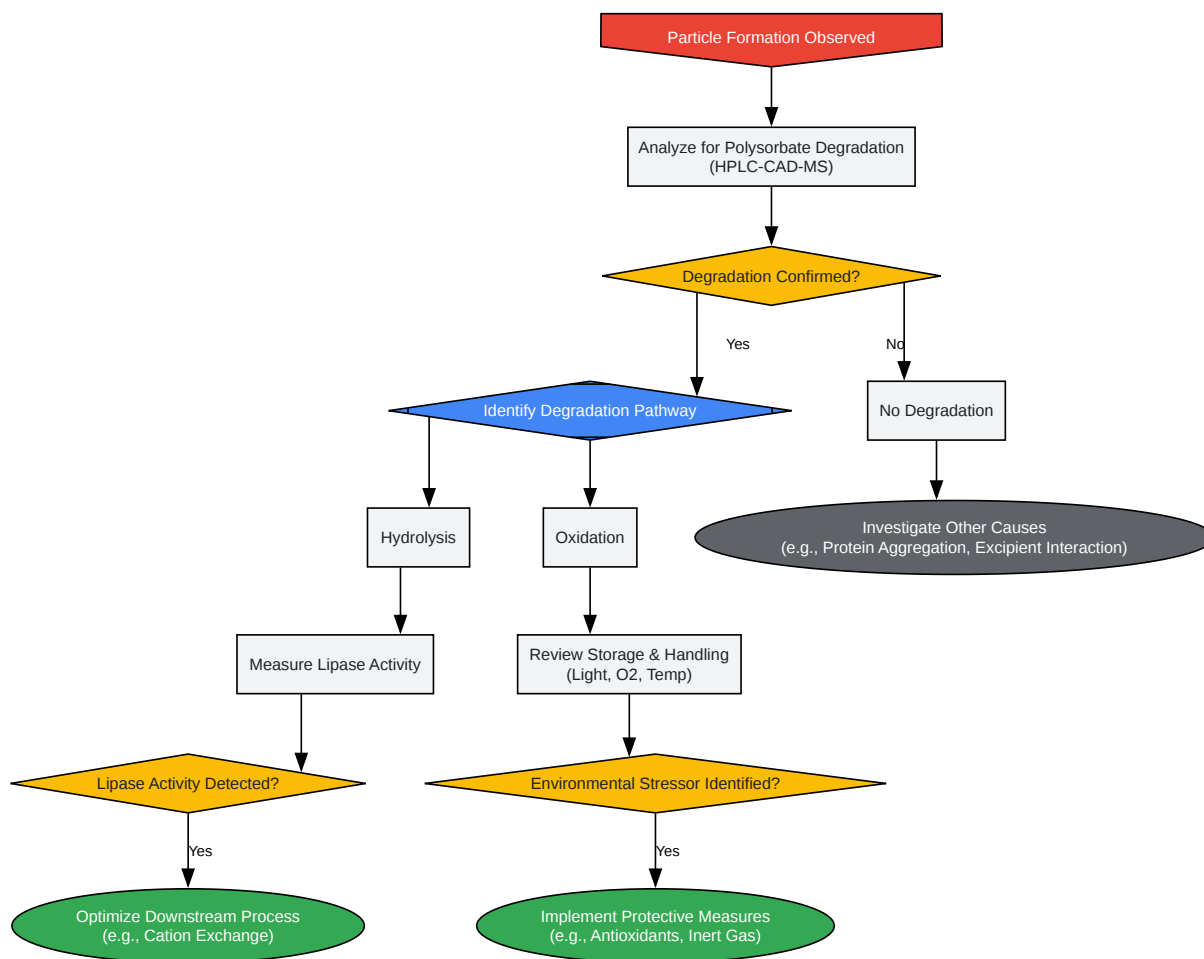 Particle Formation Observed
Analyze for Polysorbate Degradation
(HPLC-CAD-MS)
Degradation Confirmed?
Yes
No
Identify Degradation Pathway
No Degradation
Hydrolysis
Oxidation
Investigate Other Causes
(e.g., Protein Aggregation, Excipient Interaction)
Measure Lipase Activity
Review Storage & Handling
(Light, O2, Temp)
Lipase Activity Detected?
Environmental Stressor Identified?
Yes
Yes
Optimize Downstream Process
(e.g., Cation Exchange)
Implement Protective Measures
(e.g., Antioxidants, Inert Gas)